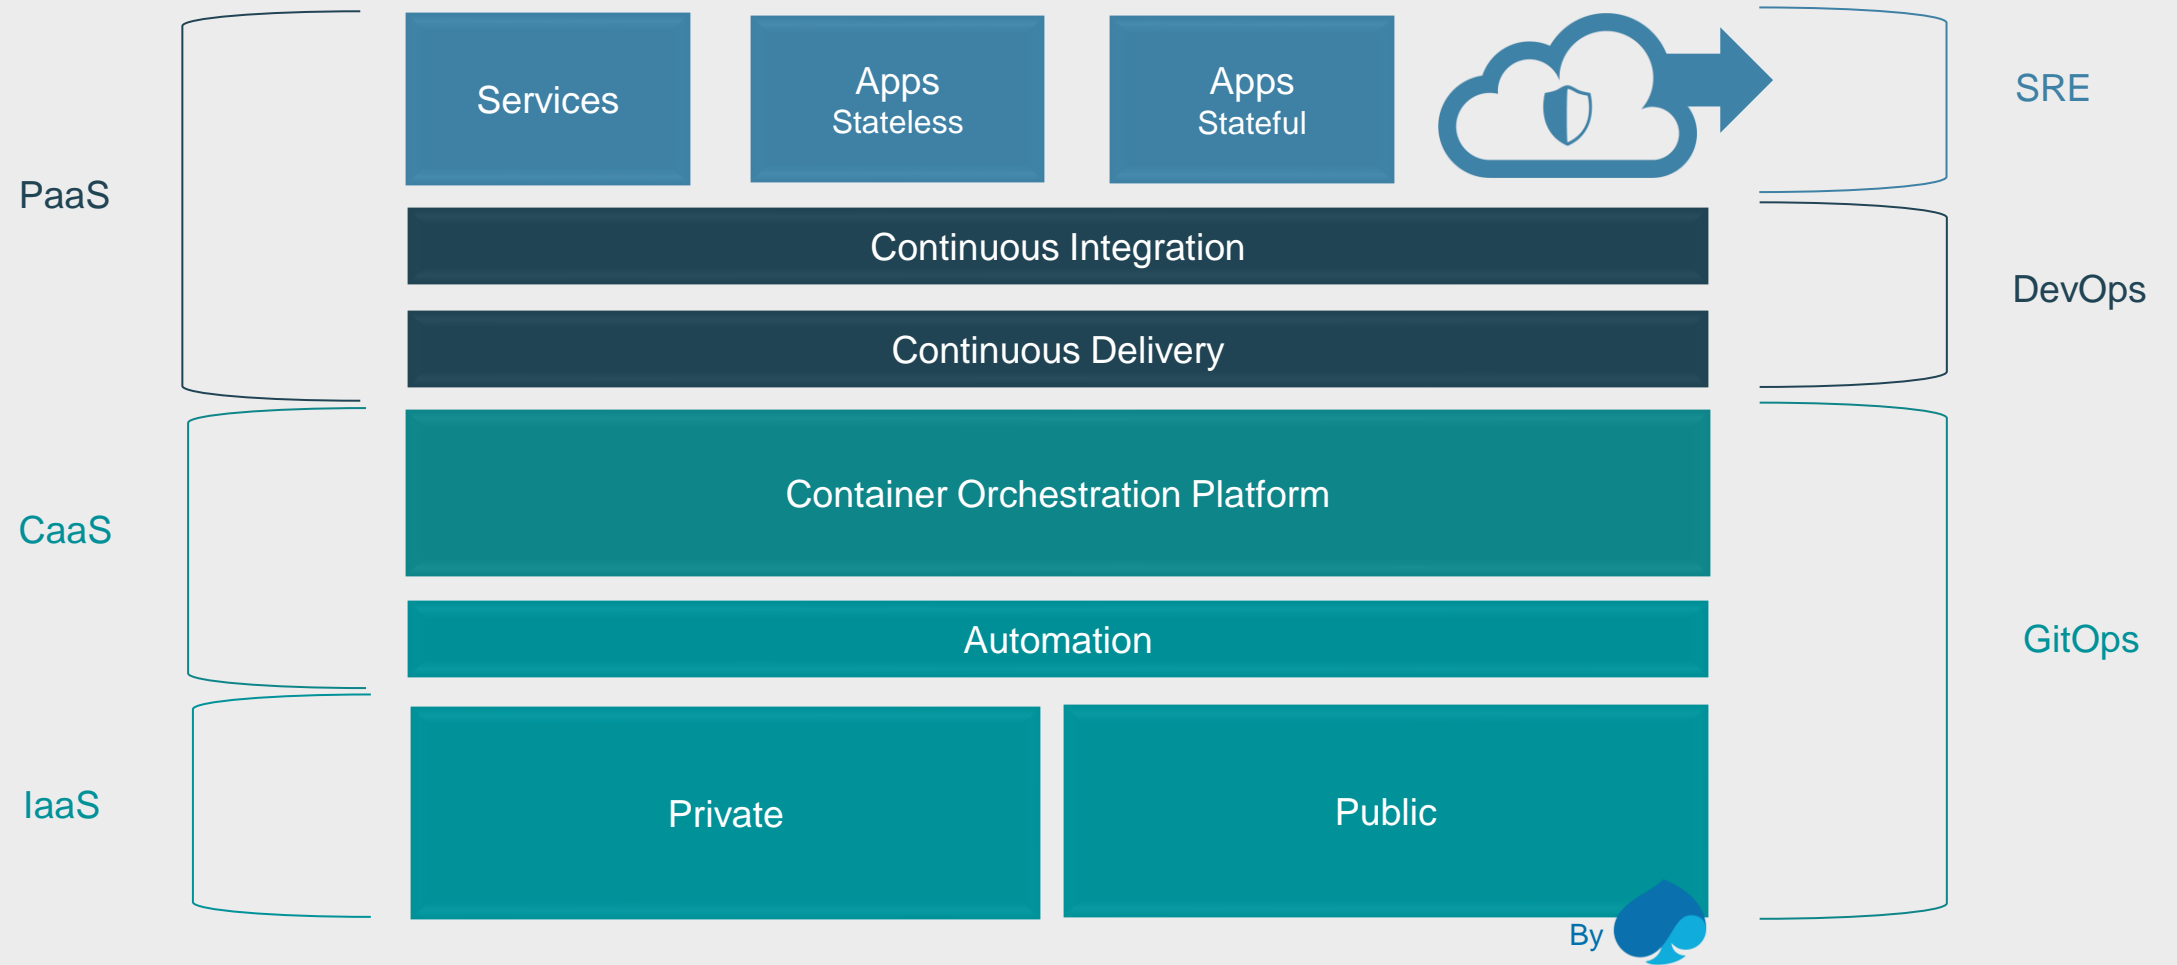 Services
Apps
Stateless
Apps
Stateful
SRE
PaaS
Continuous Integration
DevOps
Continuous Delivery
Container Orchestration Platform
CaaS
Automation
GitOps
IaaS
Private
Public
By